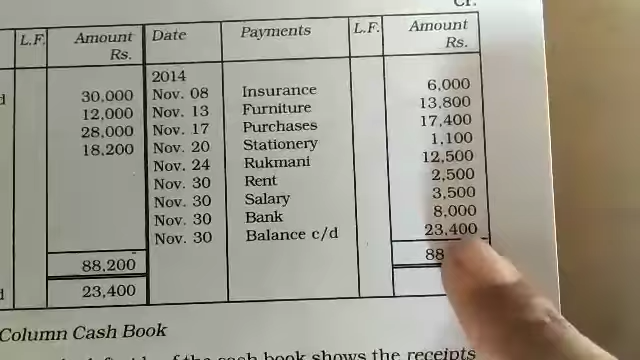 Cr.
L.F. Amount Rs. Date Payments L.F. Amount Rs.
2014
30,000 Nov. 08 Insurance 6,000
12,000 Nov. 13 Furniture 13,800
28,000 Nov. 17 Purchases 17,400
18,200 Nov. 20 Stationery 1,100
Nov. 24 Rukmani 12,500
Nov. 30 Rent 2,500
Nov. 30 Salary 3,500
Nov. 30 Bank 8,000
Nov. 30 Balance c/d 23,400
88,200 88
23,400
Column Cash Book
of the cash book shows the receipts